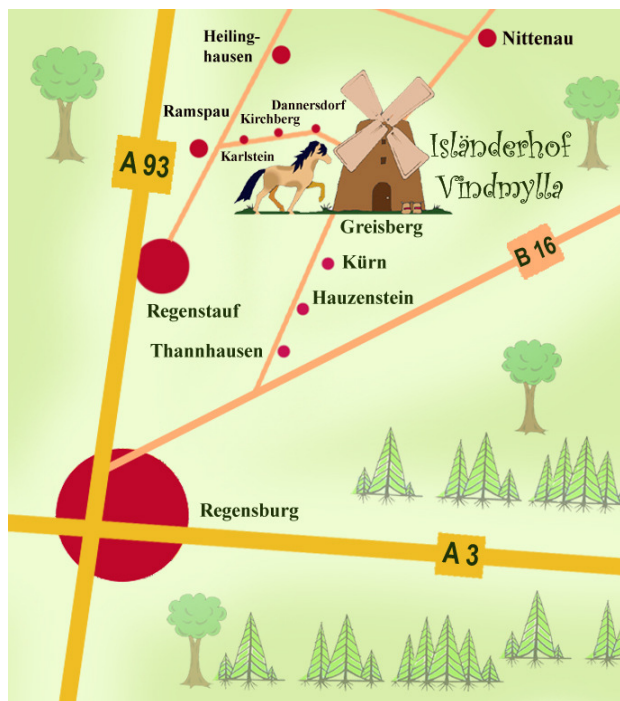 Heiling-
hausen
Nittenau
Ramspau
Dannersdorf
Kirchberg
Karlstein
A 93
Isländerhof
Vindmylla
Greisberg
B 16
Kürn
Regenstauf
Hauzenstein
Thannhausen
Regensburg
A 3